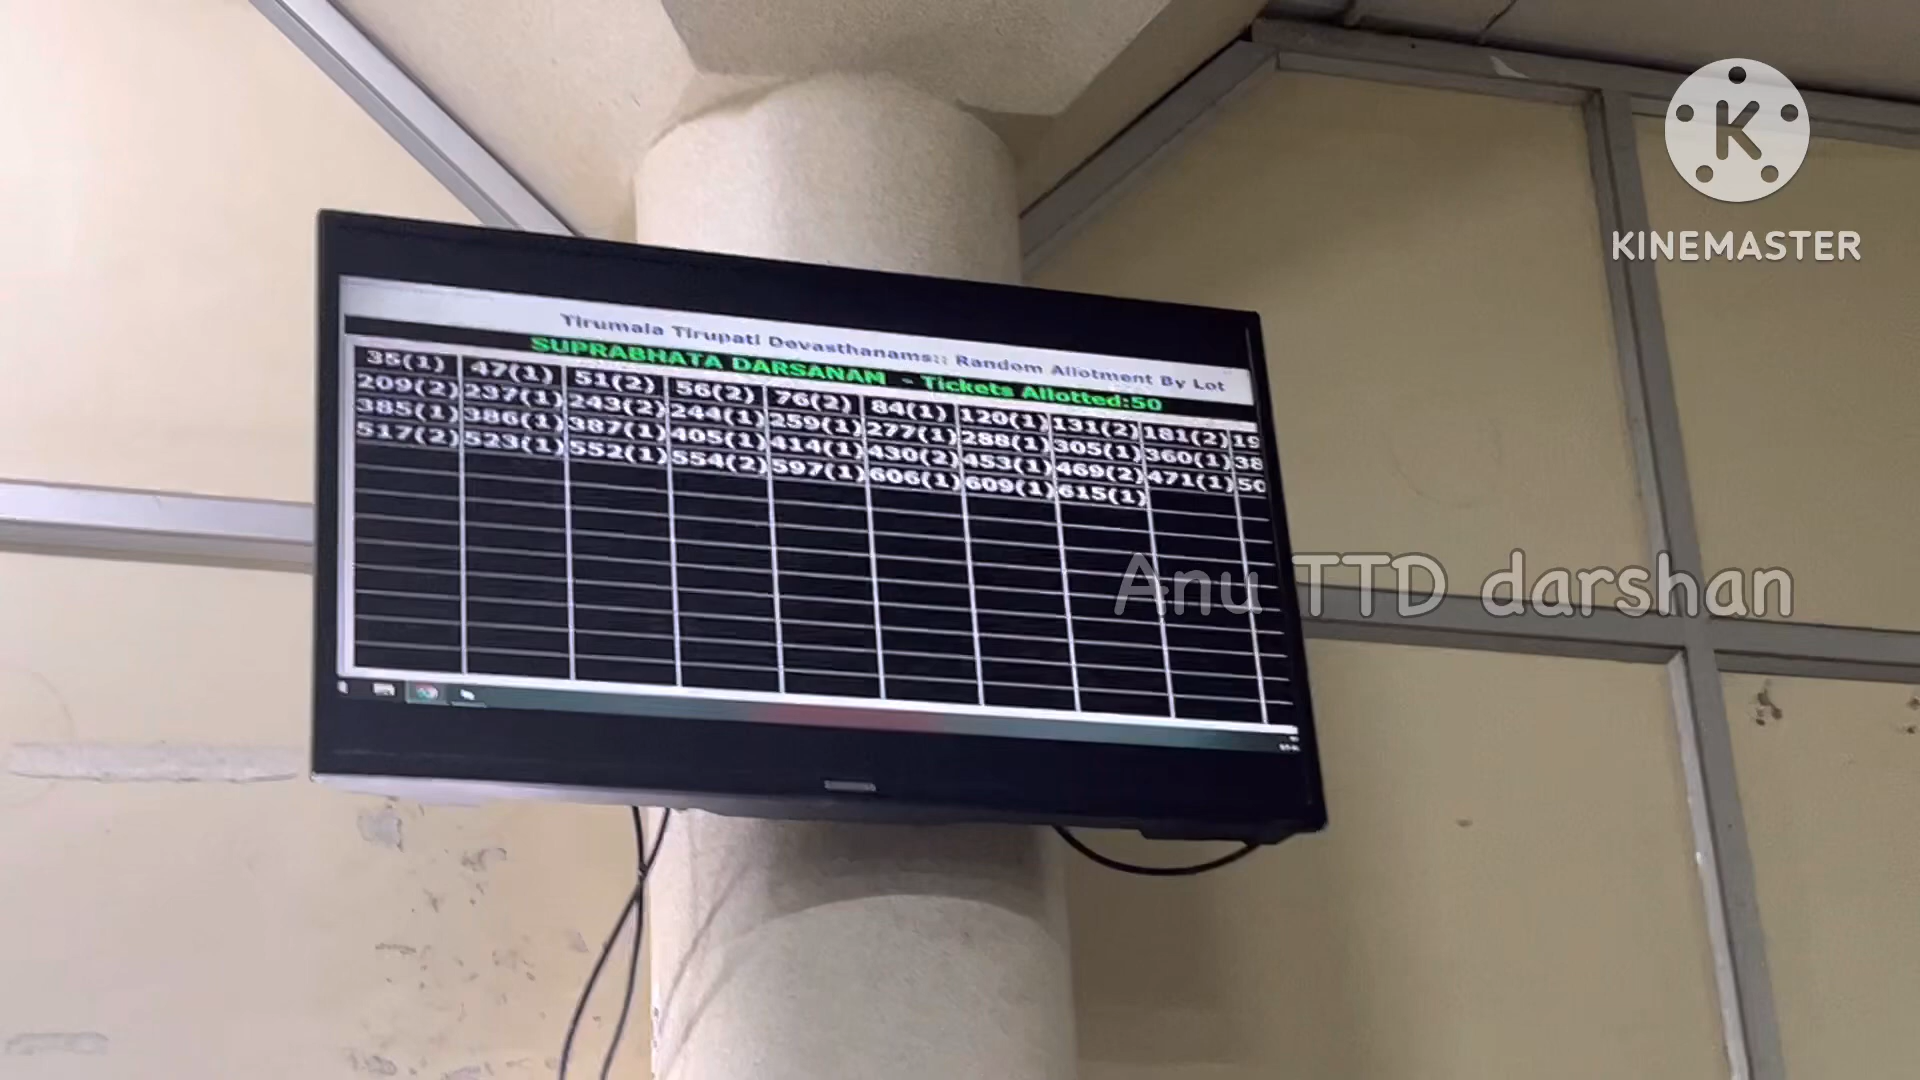 KINEMASTER
Tirumala Tirupati Devasthanams:: Random Allotment By Lot
SUPRABHATA DARSANAM - Tickets Allotted:50
35(1) 47(1) 51(2) 56(2) 76(2) 84(1) 120(1) 131(2) 181(2) 19
209(2) 237(1) 243(2) 244(1) 259(1) 277(1) 288(1) 305(1) 360(1) 38
385(1) 386(1) 387(1) 405(1) 414(1) 430(2) 453(1) 469(2) 471(1) 50
517(2) 523(1) 552(1) 554(2) 597(1) 606(1) 609(1) 615(1)
Anu TTD darshan